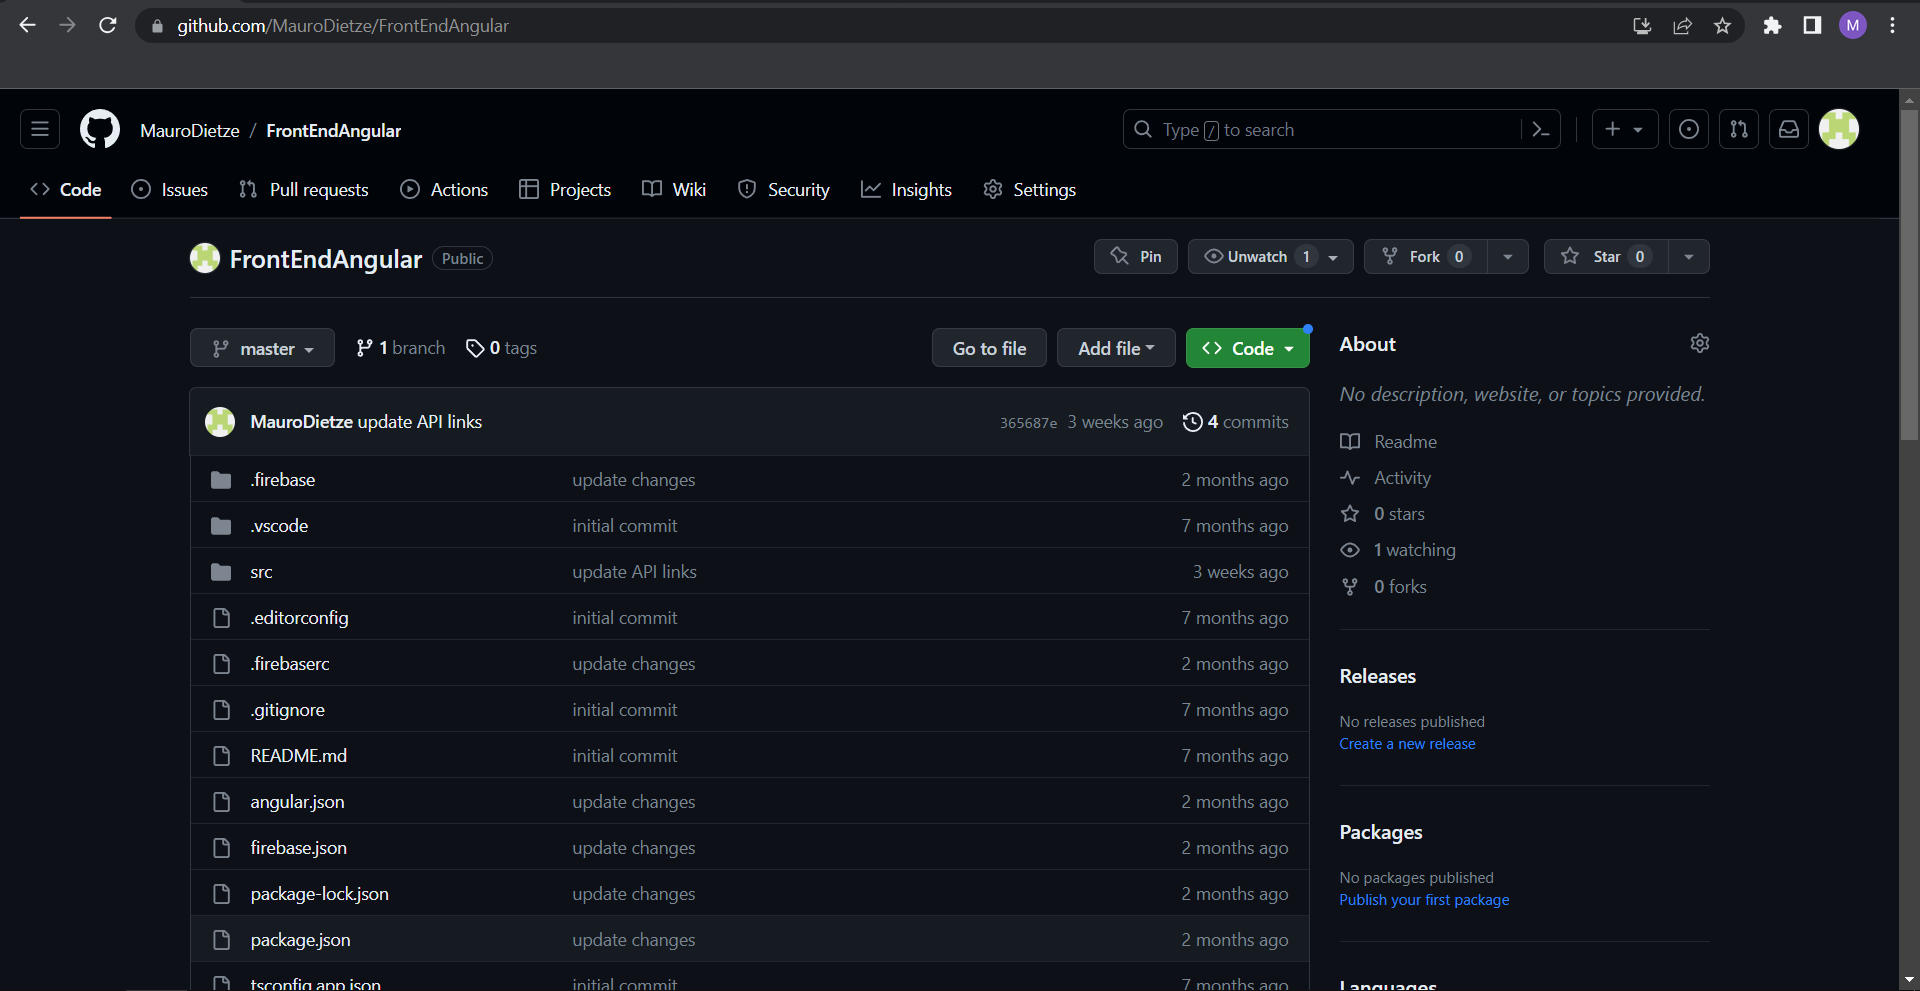 github.com/MauroDietze/FrontEndAngular
M
MauroDietze / FrontEndAngular
Type / to search
Code Issues Pull requests Actions Projects Wiki Security Insights Settings
FrontEndAngular Public
Pin Unwatch 1 Fork 0 Star 0
master 1 branch 0 tags Go to file Add file Code
MauroDietze update API links 365687e 3 weeks ago 4 commits
.firebase update changes 2 months ago
.vscode initial commit 7 months ago
src update API links 3 weeks ago
.editorconfig initial commit 7 months ago
.firebaserc update changes 2 months ago
.gitignore initial commit 7 months ago
README.md initial commit 7 months ago
angular.json update changes 2 months ago
firebase.json update changes 2 months ago
package-lock.json update changes 2 months ago
package.json update changes 2 months ago
tsconfig.app.json initial commit 7 months ago
About
No description, website, or topics provided.
Readme
Activity
0 stars
1 watching
0 forks
Releases
No releases published
Create a new release
Packages
No packages published
Publish your first package
Languages